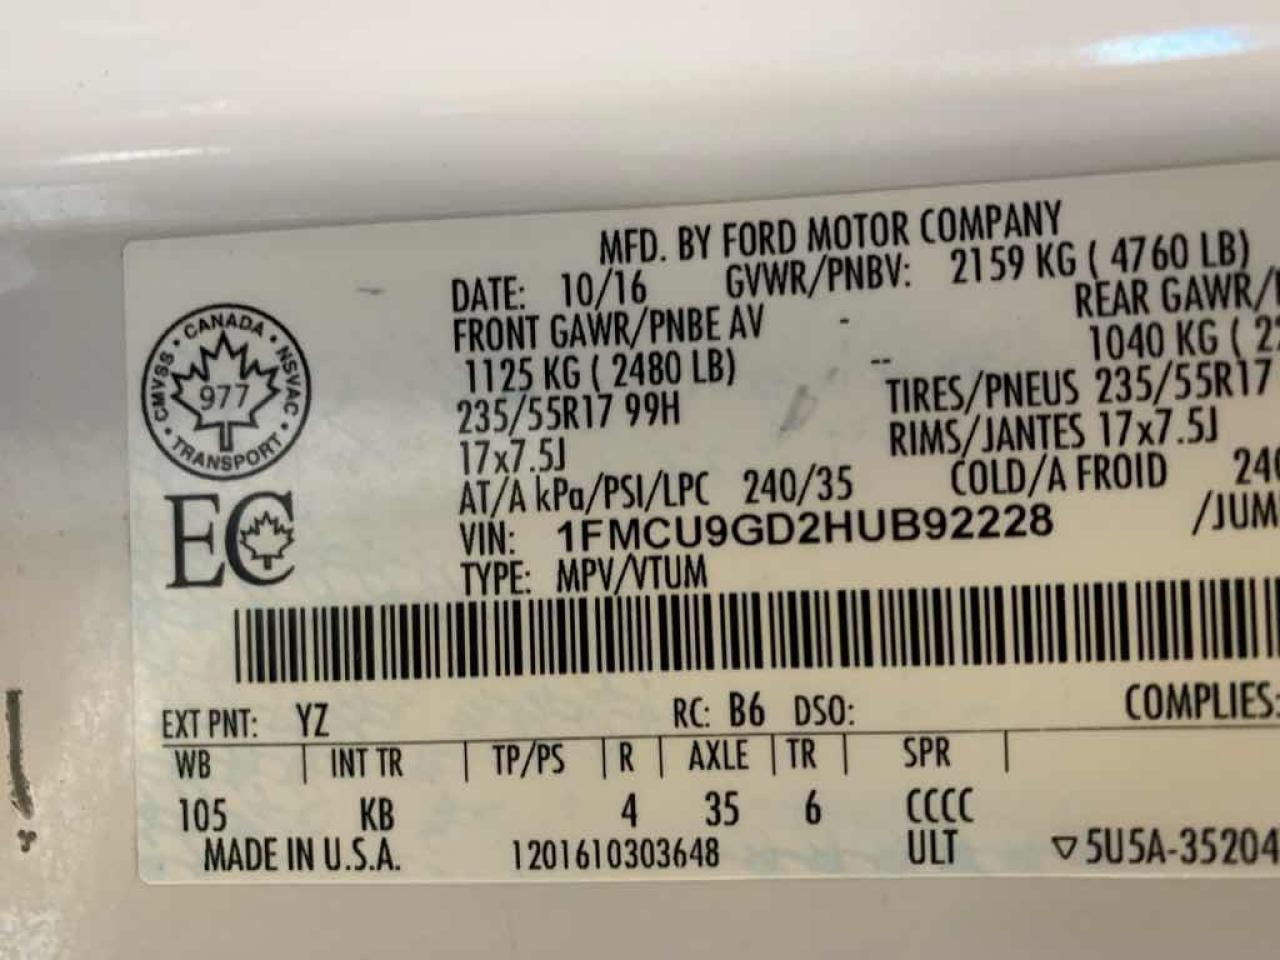 MFD. BY FORD MOTOR COMPANY
DATE: 10/16 GVWR/PNBV: 2159 KG ( 4760 LB)
FRONT GAWR/PNBE AV - REAR GAWR/
1125 KG ( 2480 LB) -- 1040 KG ( 2
235/55R17 99H TIRES/PNEUS 235/55R17
17x7.5J RIMS/JANTES 17x7.5J
AT/A kPa/PSI/LPC 240/35 COLD/A FROID 240
VIN: 1FMCU9GD2HUB92228 /JUM
TYPE: MPV/VTUM
CANADA · NSVAC · TRANSPORT · CMVSS ·
977
EC
EXT PNT: YZ RC: B6 DSO: COMPLIES:
WB | INT TR | TP/PS | R | AXLE | TR | SPR |
105 KB 4 35 6 CCCC
MADE IN U.S.A. 1201610303648 ULT ▽5U5A-35204